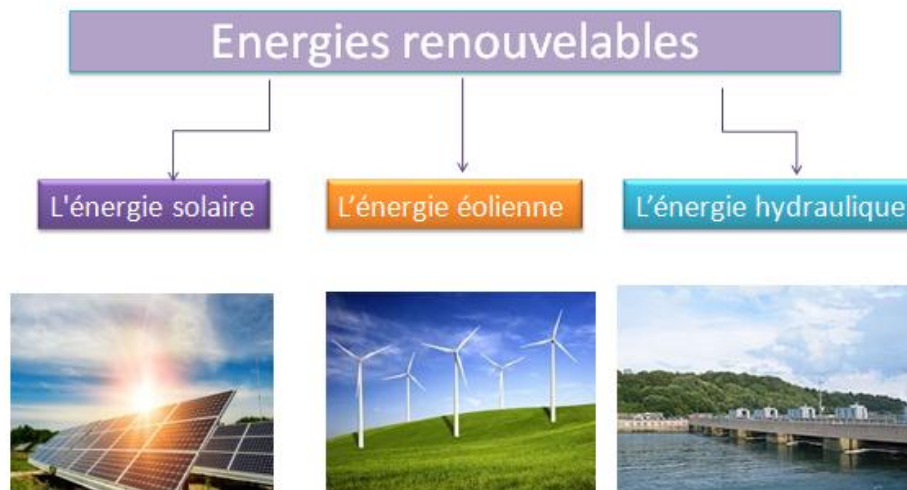 Energies renouvelables
L'énergie solaire
L’énergie éolienne
L’énergie hydraulique